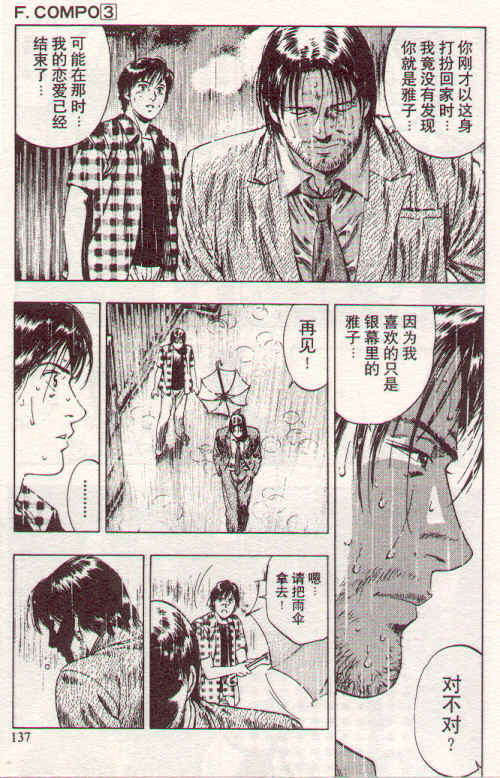 F. COMPO 3
你刚才以这身
打扮回家时…
我竟没有发现
你就是雅子…
可能在那时…
我的恋爱已经
结束了…
因为我
喜欢的只是
银幕里的
雅子…
再见！
………
对不对？
嗯…
请把雨伞
拿去！
137